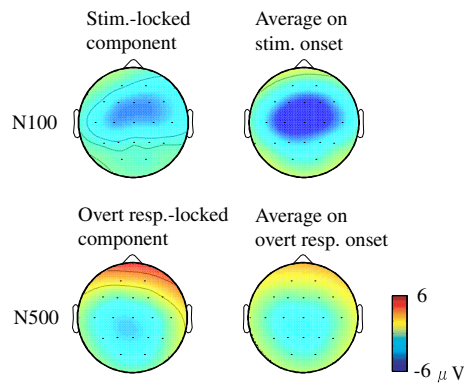 Stim.-locked
component
Average on
stim. onset
N100
Overt resp.-locked
component
Average on
overt resp. onset
N500
6
-6 μV